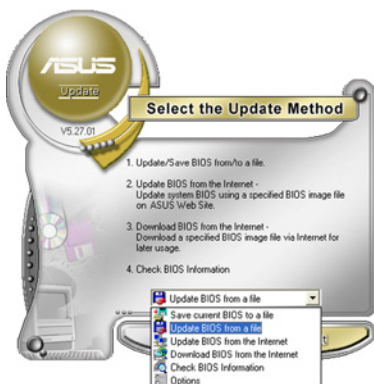 ASUS
Update
V5.27.01
Select the Update Method
1. Update/Save BIOS from/to a file.
2. Update BIOS from the Internet -
Update system BIOS using a specified BIOS image file
on ASUS Web Site.
3. Download BIOS from the Internet -
Download a specified BIOS image file via Internet for
later usage.
4. Check BIOS Information
Update BIOS from a file
Save current BIOS to a file
Update BIOS from a file
Update BIOS from the Internet
Download BIOS from the Internet
Check BIOS Information
Options